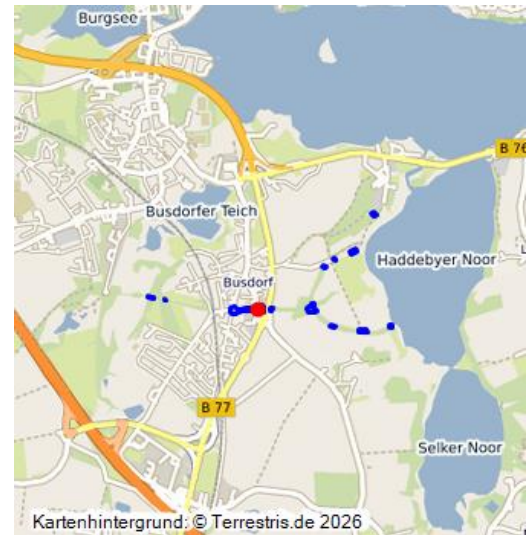 Burgsee
B 76
Busdorfer Teich
Haddebyer Noor
Busdorf
B 77
Selker Noor
Kartenhintergrund: © Terrestris.de 2026